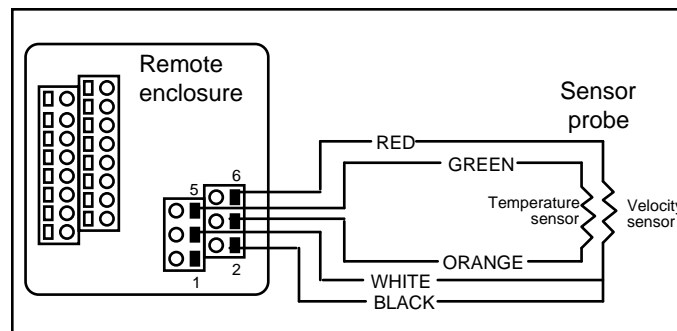 Remote
enclosure
Sensor
probe
RED
GREEN
5
6
Temperature
sensor
Velocity
sensor
ORANGE
WHITE
BLACK
1
2